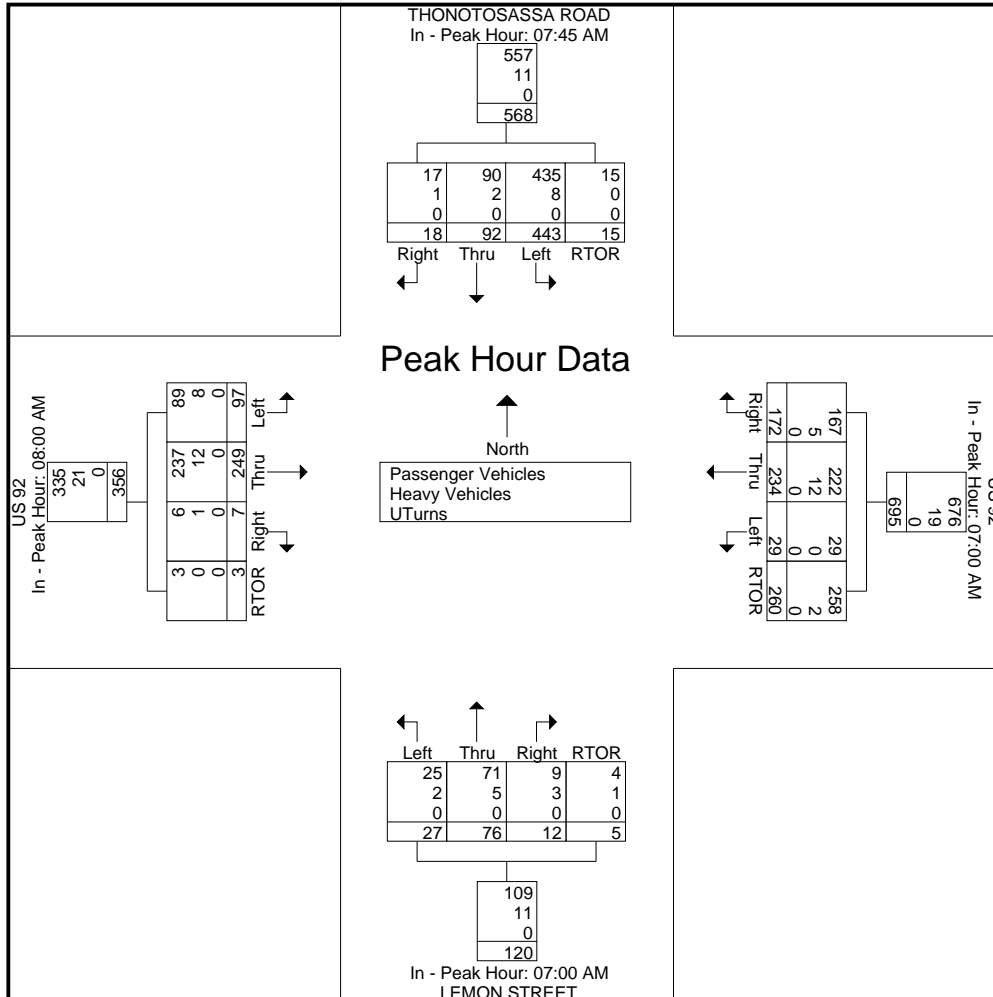 THONOTOSASSA ROAD
In - Peak Hour: 07:45 AM
557
11
0
568
17 90 435 15
1 2 8 0
0 0 0 0
18 92 443 15
Right Thru Left RTOR
Peak Hour Data
North
Passenger Vehicles
Heavy Vehicles
UTurns
US 92
In - Peak Hour: 08:00 AM
335
21
0
356
89 8 0 97 Left
237 12 0 249 Thru
6 1 0 7 Right
3 0 0 3 RTOR
In - Peak Hour: 07:00 AM
676
19
0
695
Right 172 0 5 167
Thru 234 0 12 222
Left 29 0 0 29
RTOR 260 0 2 258
Left Thru Right RTOR
25 71 9 4
2 5 3 1
0 0 0 0
27 76 12 5
109
11
0
120
In - Peak Hour: 07:00 AM
LEMON STREET